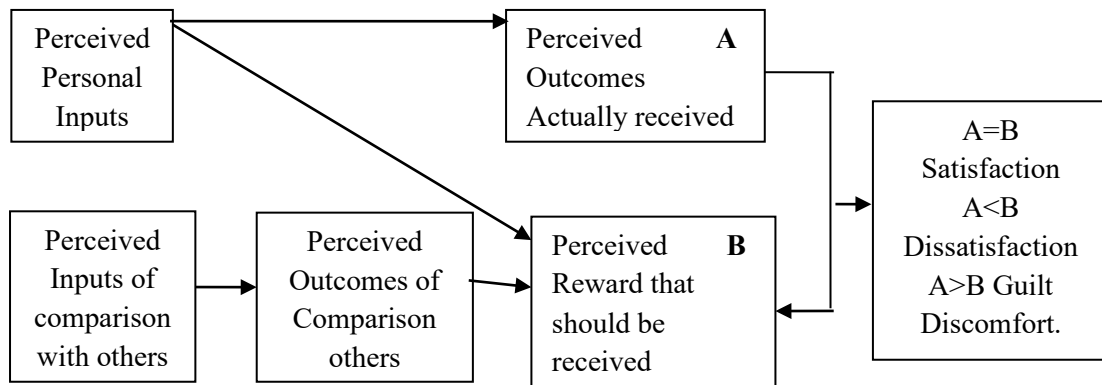 Perceived
Personal
Inputs
Perceived A
Outcomes
Actually received
A=B
Satisfaction
A<B
Dissatisfaction
A>B Guilt
Discomfort.
Perceived
Inputs of
comparison
with others
Perceived
Outcomes of
Comparison
others
Perceived B
Reward that
should be
received